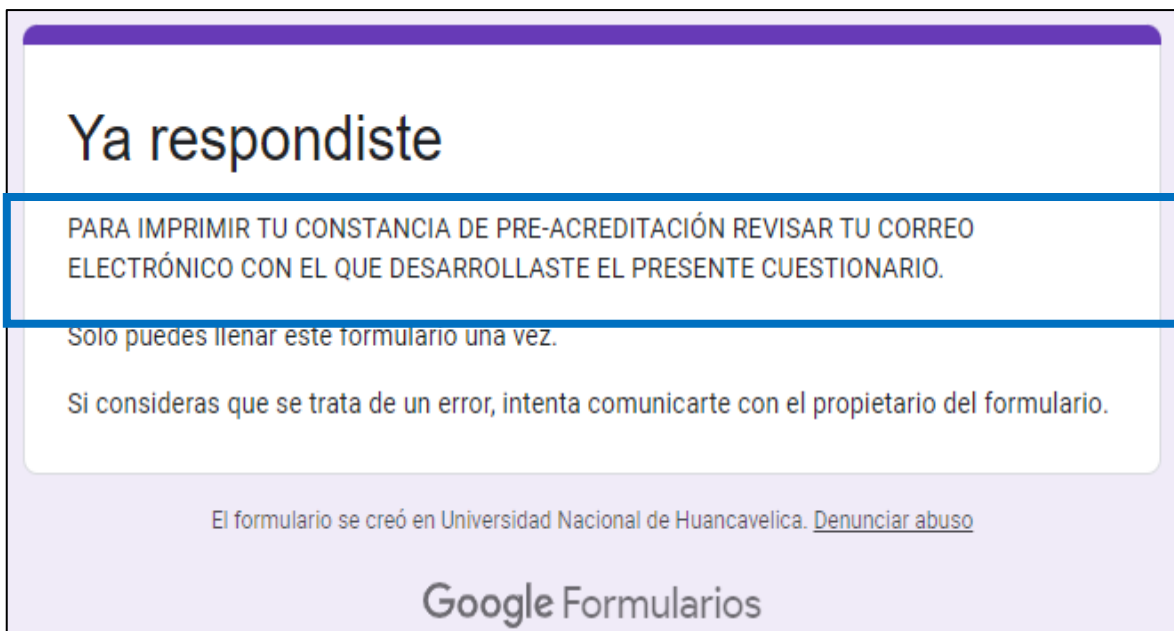 Ya respondiste
PARA IMPRIMIR TU CONSTANCIA DE PRE-ACREDITACIÓN REVISAR TU CORREO
ELECTRÓNICO CON EL QUE DESARROLLASTE EL PRESENTE CUESTIONARIO.
Solo puedes llenar este formulario una vez.
Si consideras que se trata de un error, intenta comunicarte con el propietario del formulario.
El formulario se creó en Universidad Nacional de Huancavelica. Denunciar abuso
Google Formularios